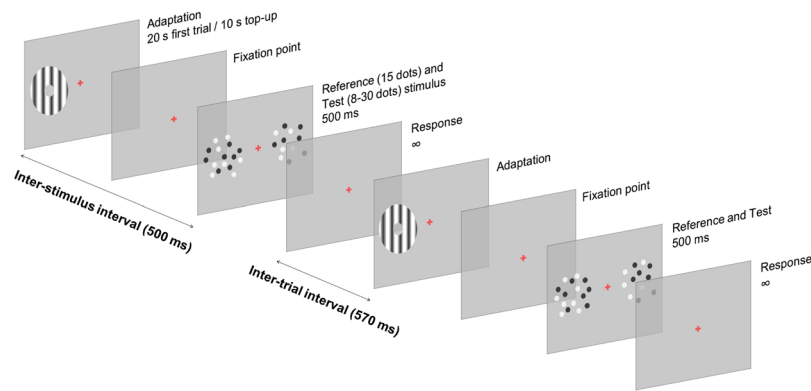 Adaptation
20 s first trial / 10 s top-up
Fixation point
Reference (15 dots) and
Test (8-30 dots) stimulus
500 ms
Response
∞
Adaptation
Fixation point
Reference and Test
500 ms
Response
∞
Inter-stimulus interval (500 ms)
Inter-trial interval (570 ms)